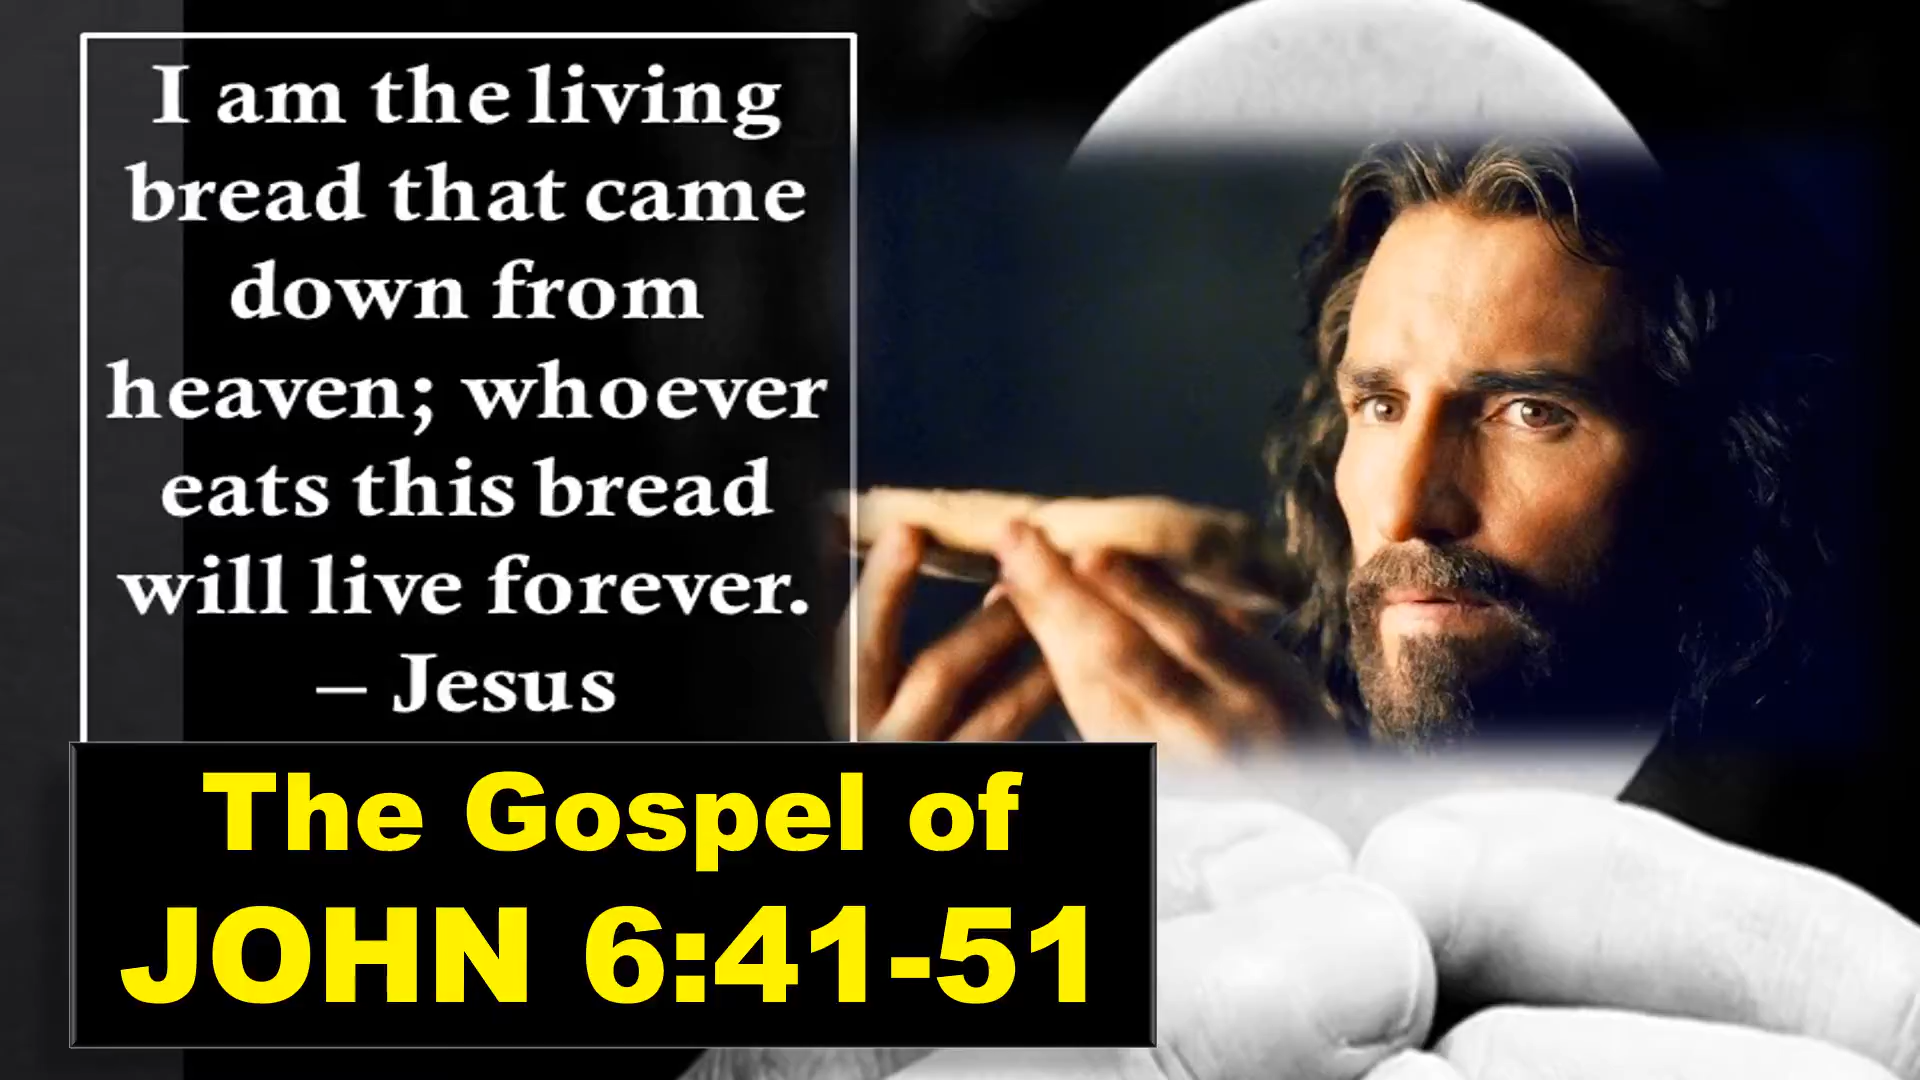 I am the living
bread that came
down from
heaven; whoever
eats this bread
will live forever.
– Jesus
The Gospel of
JOHN 6:41-51